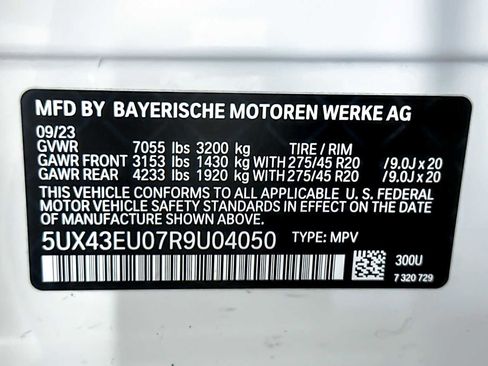 MFD BY BAYERISCHE MOTOREN WERKE AG
09/23
GVWR 7055 lbs 3200 kg TIRE / RIM
GAWR FRONT 3153 lbs 1430 kg WITH 275/45 R20 /9.0J x 20
GAWR REAR 4233 lbs 1920 kg WITH 275/45 R20 /9.0J x 20
THIS VEHICLE CONFORMS TO ALL APPLICABLE U. S. FEDERAL
MOTOR VEHICLE SAFETY STANDARDS IN EFFECT ON THE
DATE OF MANUFACTURE SHOWN ABOVE.
5UX43EU07R9U04050 TYPE: MPV
300U
7 320 729